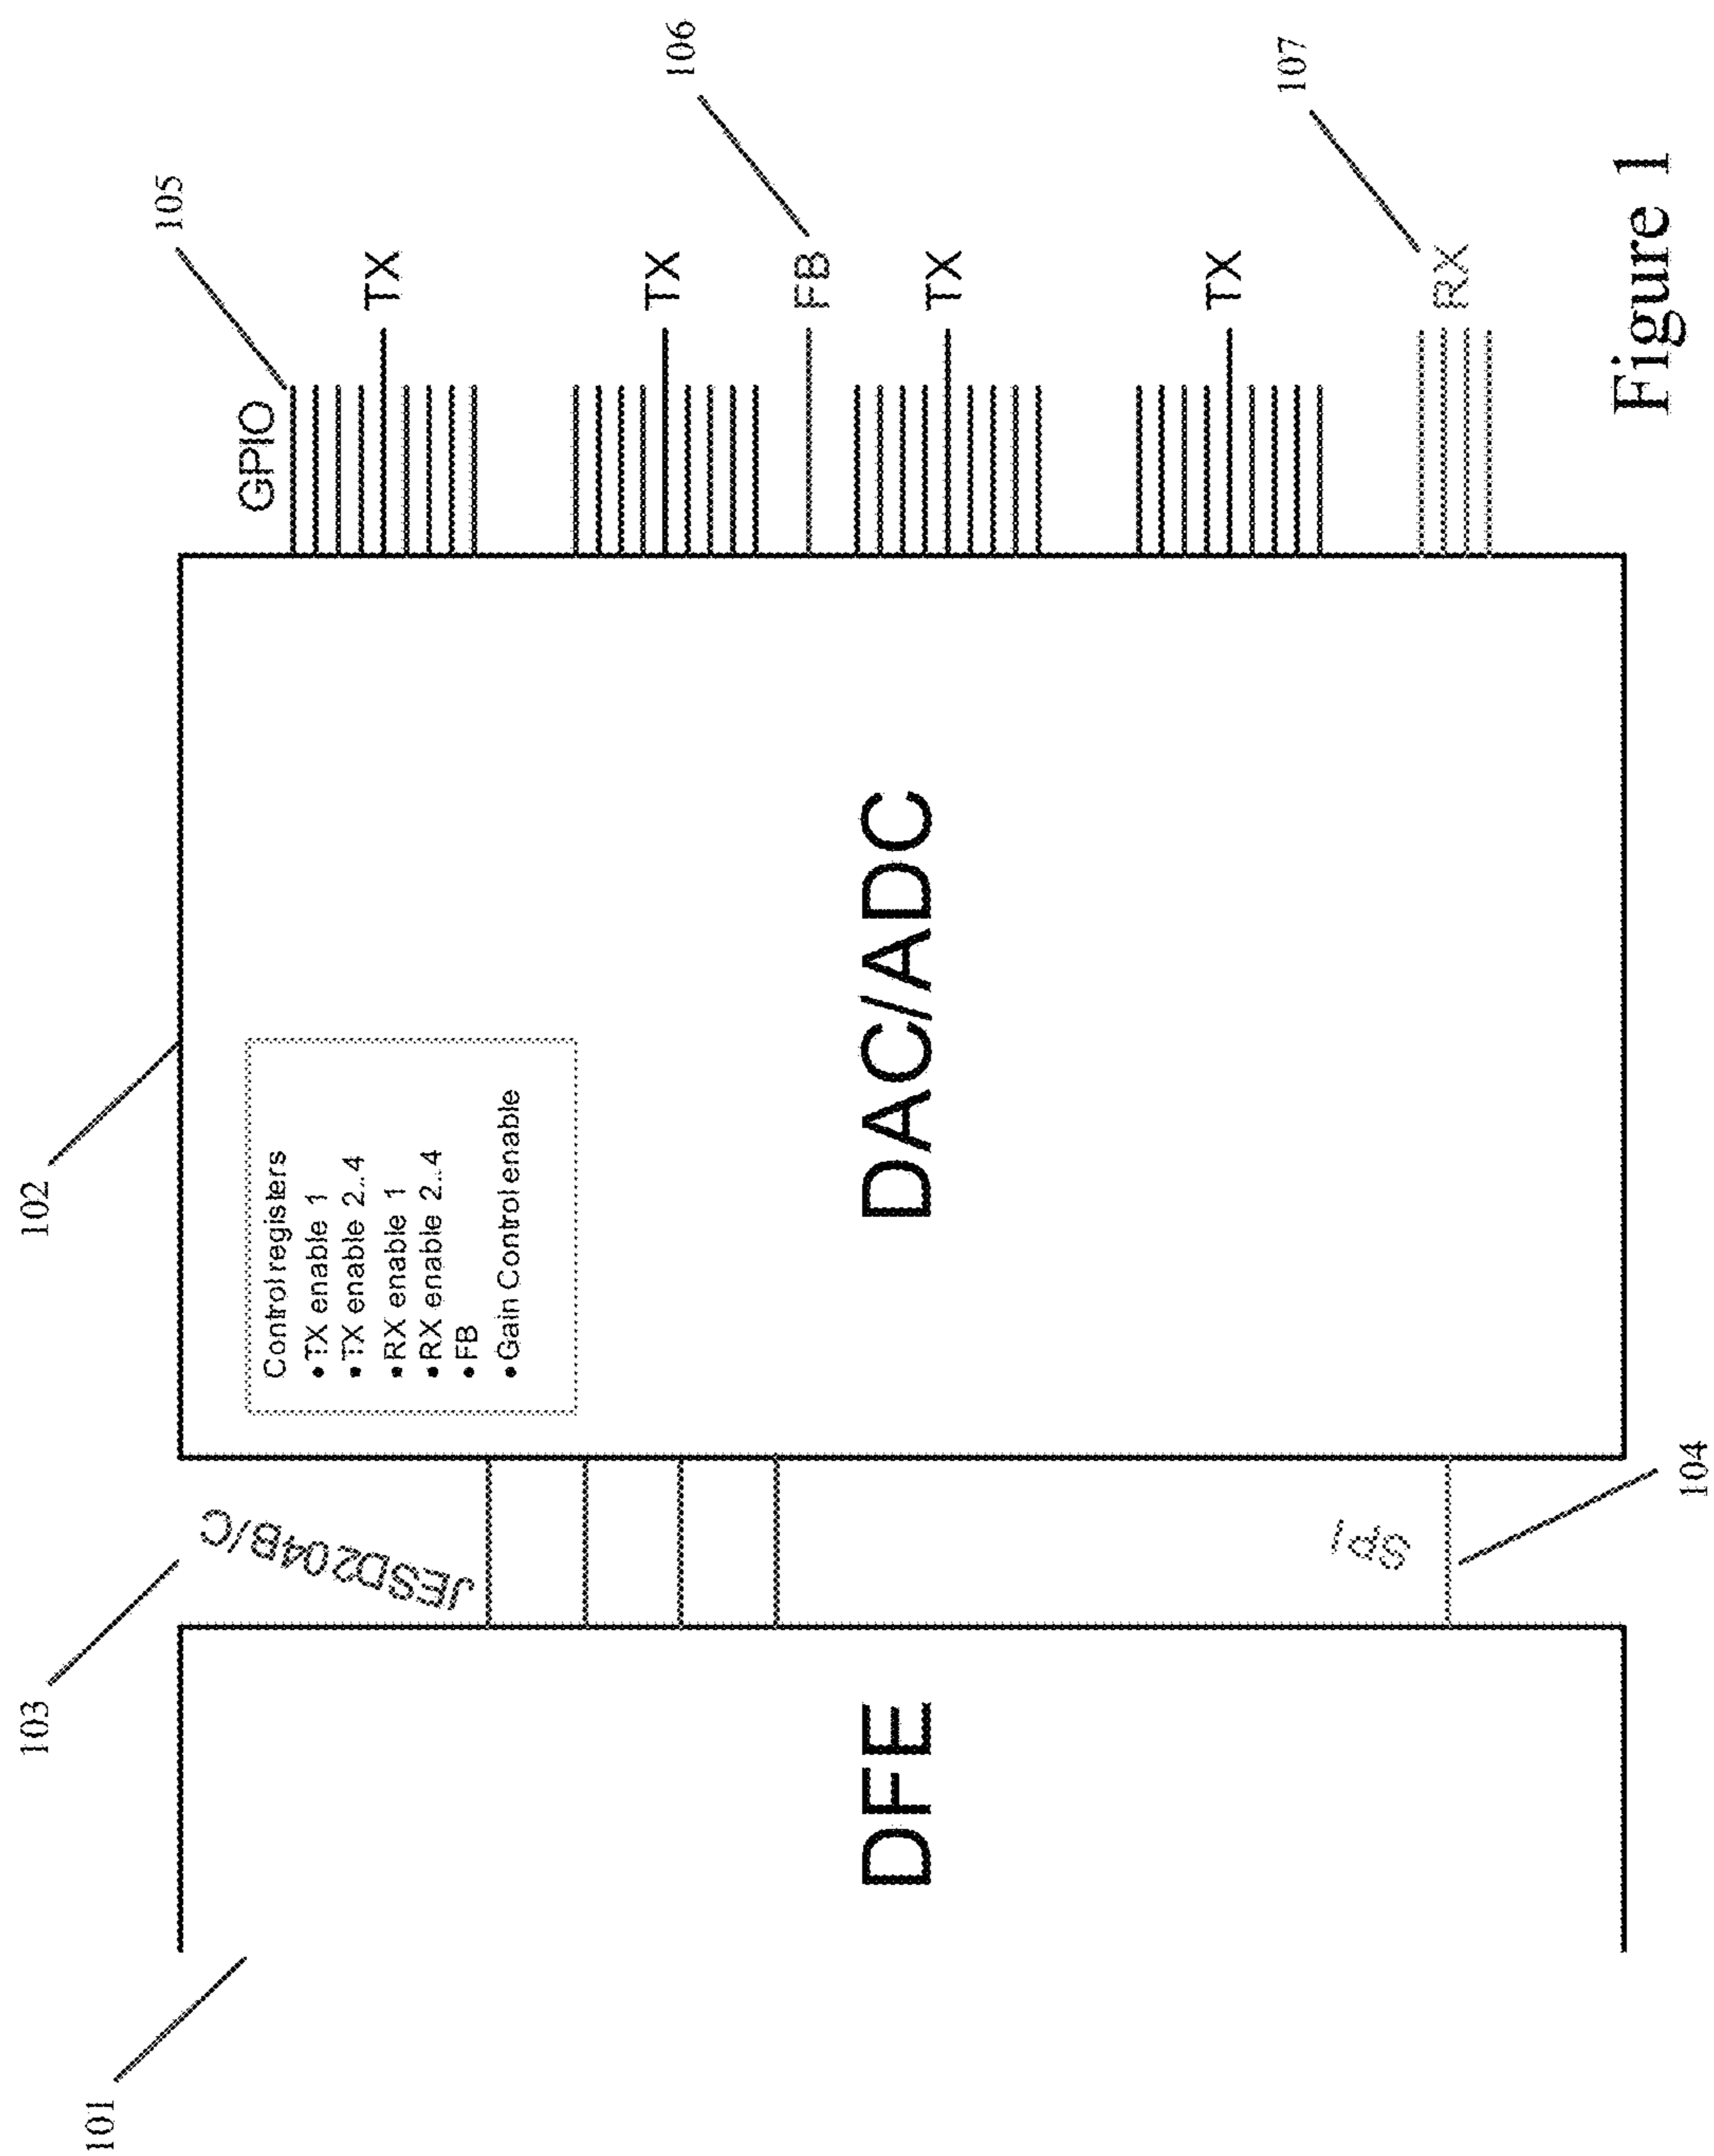 101
DFE
103
JESD204B/C
SPI
104
102
Control registers
•TX enable 1
•TX enable 2..4
•RX enable 1
•RX enable 2..4
•FB
•Gain Control enable
DAC/ADC
GPIO
105
TX
TX
FB
106
TX
TX
RX
107
Figure 1